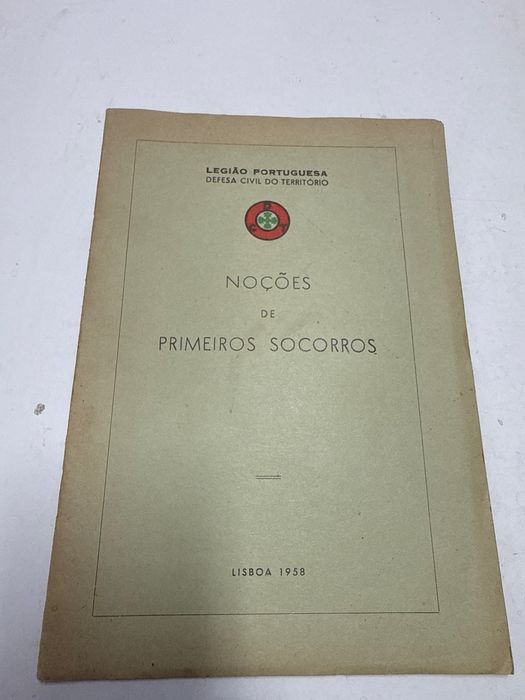 LEGIÃO PORTUGUESA
DEFESA CIVIL DO TERRITÓRIO
D
C T
NOÇÕES
DE
PRIMEIROS SOCORROS
LISBOA 1958